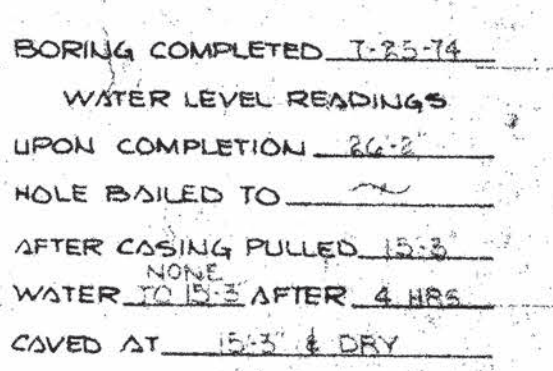 BORING COMPLETED 7-25-74
WATER LEVEL READINGS
UPON COMPLETION 26'-2"
HOLE BAILED TO ~
AFTER CASING PULLED 15'-3"
NONE
WATER TO 15'-3" AFTER 4 HRS
CAVED AT 15'-3" & DRY